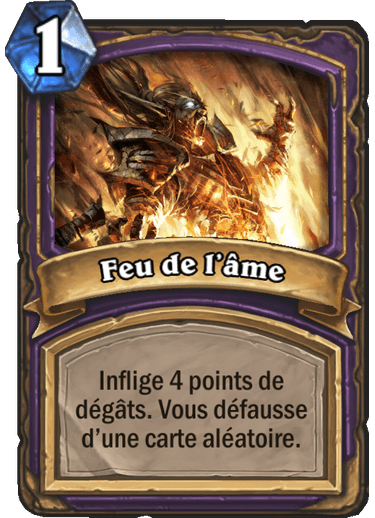 1
Feu de l'âme
Inflige 4 points de
dégâts. Vous défausse
d'une carte aléatoire.